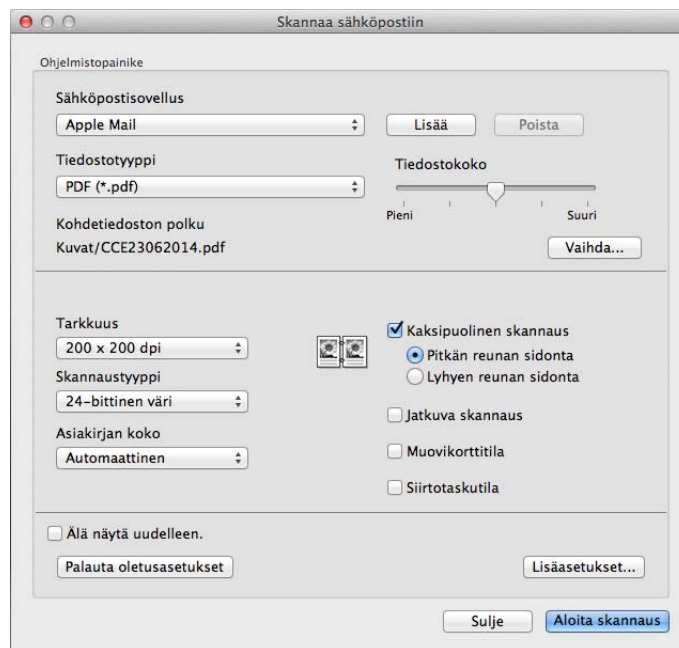 Skannaa sähköpostiin
Ohjelmistopainike
Sähköpostisovellus
Apple Mail
Lisää
Poista
Tiedostotyyppi
PDF (*.pdf)
Tiedostokoko
Pieni
Suuri
Kohdetiedoston polku
Kuvat/CCE23062014.pdf
Vaihda...
Tarkkuus
200 x 200 dpi
Skannaustyyppi
24-bittinen väri
Asiakirjan koko
Automaattinen
Kaksipuolinen skannaus
Pitkän reunan sidonta
Lyhyen reunan sidonta
Jatkuva skannaus
Muovikorttitila
Siirtotaskutila
Älä näytä uudelleen.
Palauta oletusasetukset
Lisäasetukset...
Sulje
Aloita skannaus